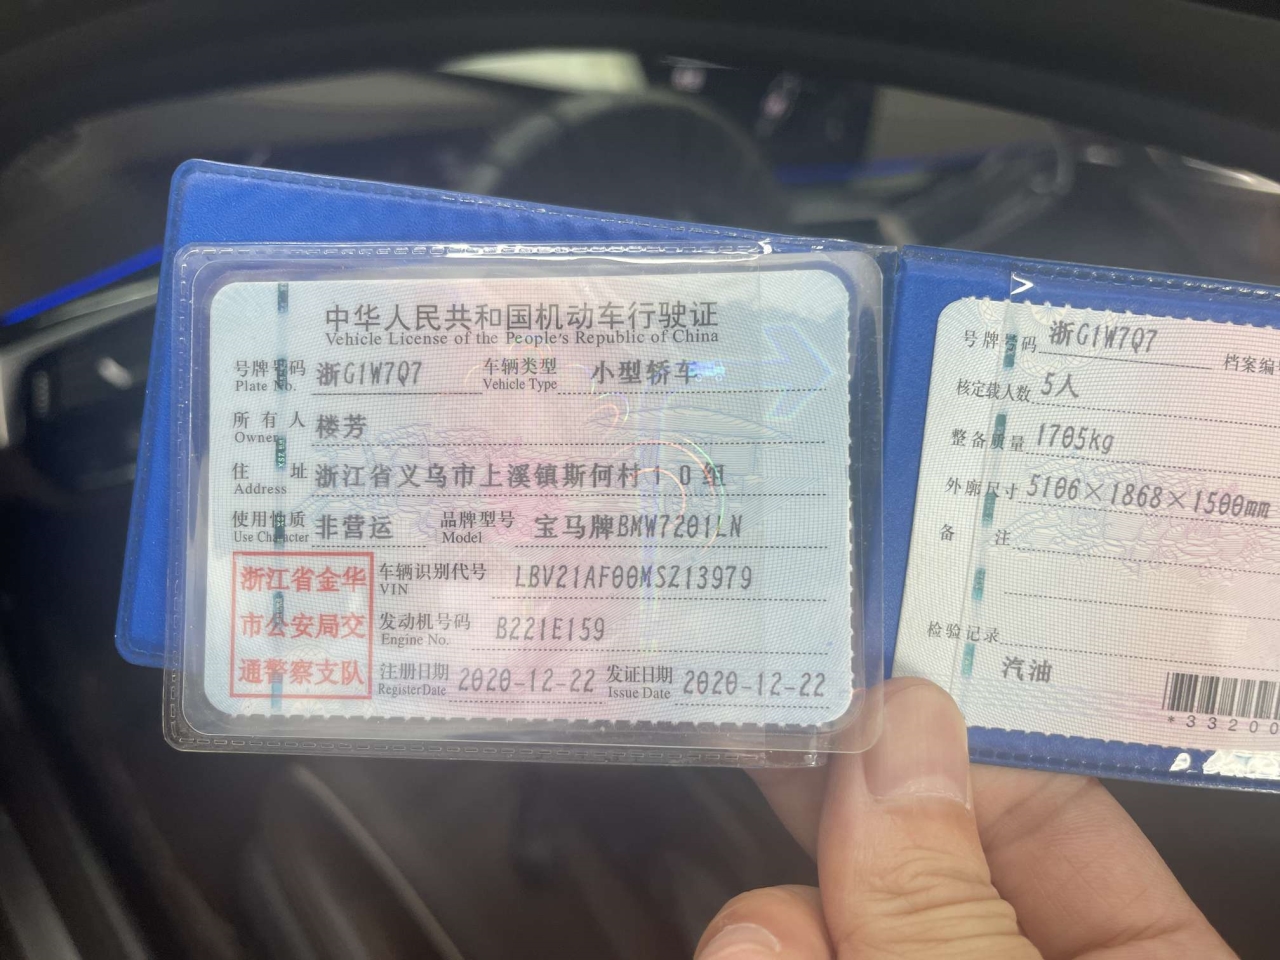 中华人民共和国机动车行驶证
Vehicle License of the People's Republic of China
号牌号码 浙G1W7Q7 车辆类型 小型轿车
Plate No. Vehicle Type
所有人 楼芳
Owner
住址 浙江省义乌市上溪镇斯何村10组
Address
使用性质 非营运 品牌型号 宝马牌BMW7201LN
Use Character Model
浙江省金华
市公安局交
通警察支队
车辆识别代号 LBV21AF00MSZ13979
VIN
发动机号码 B221E159
Engine No.
注册日期 2020-12-22 发证日期 2020-12-22
Register Date Issue Date
号牌号码 浙G1W7Q7 档案编号
核定载人数 5人
整备质量 1705kg
外廓尺寸 5106×1868×1500mm
备注
检验记录
汽油
*33200